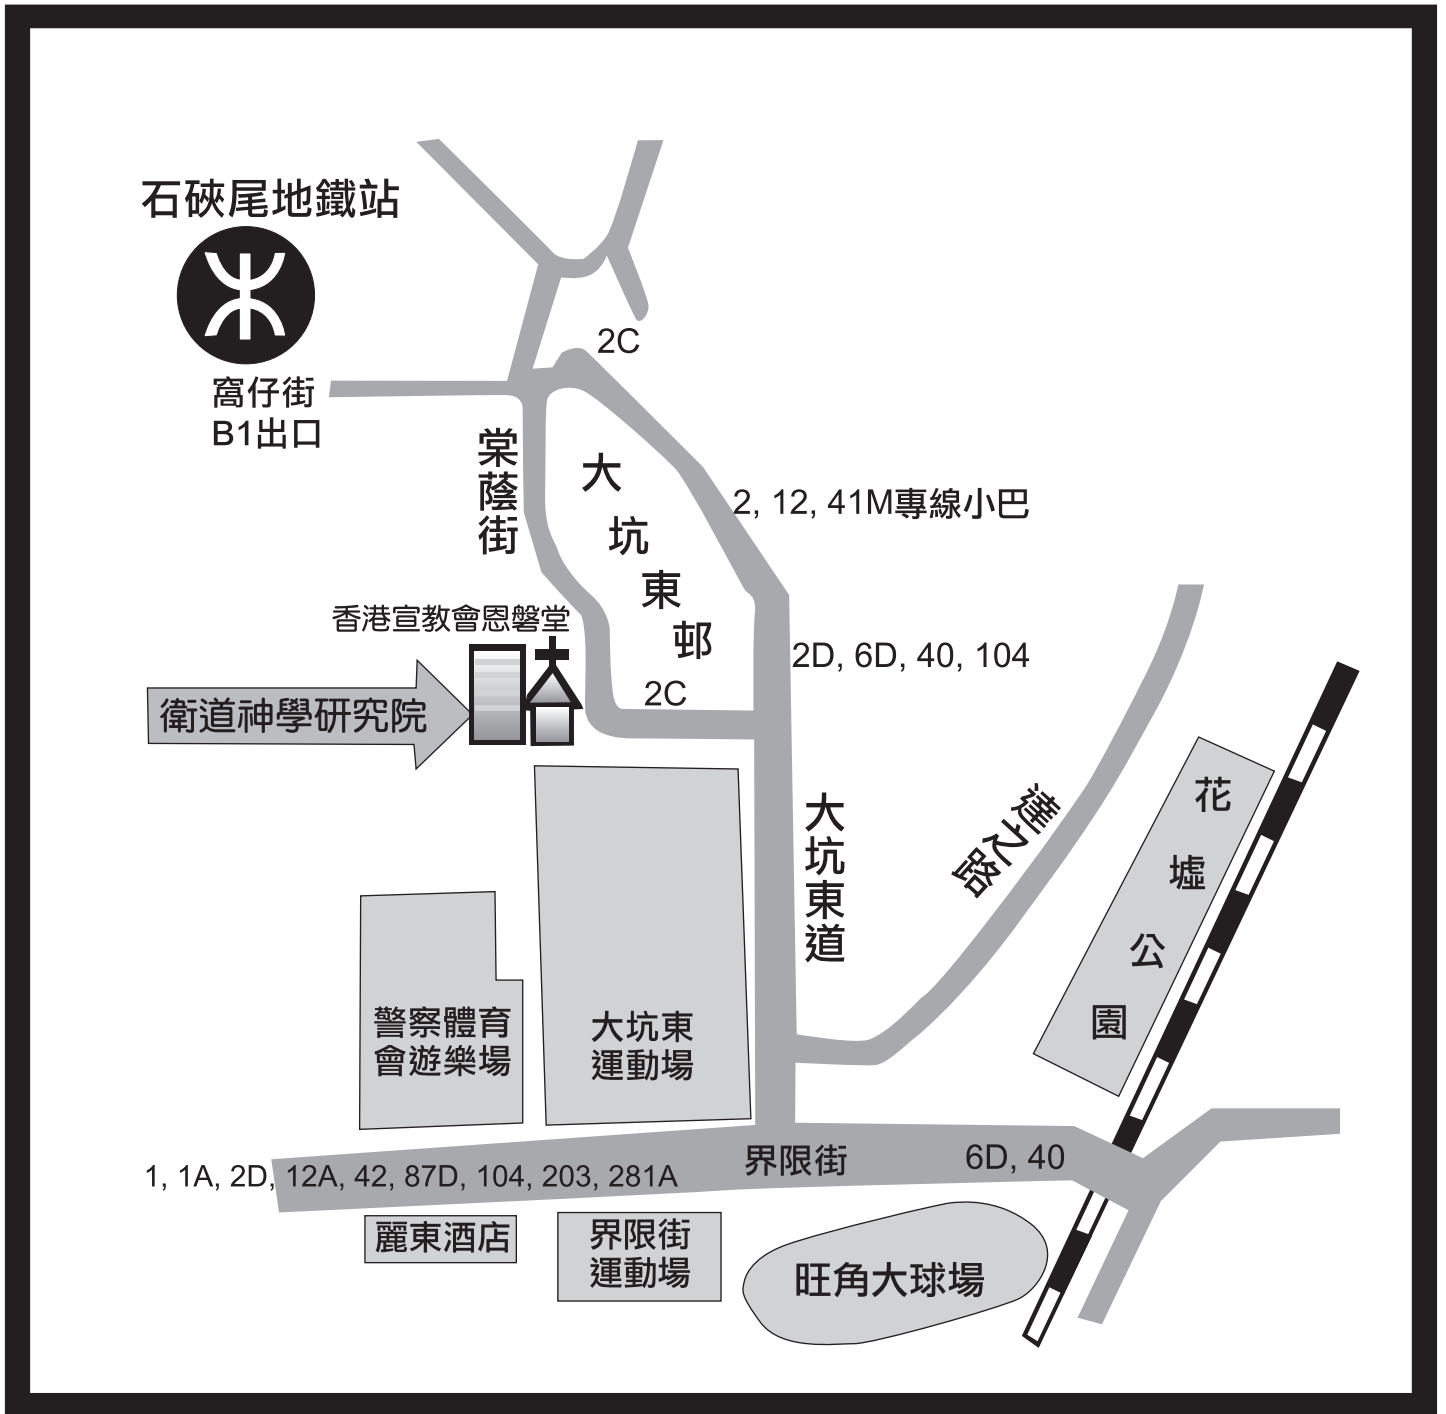 石硤尾地鐵站
窩仔街
B1出口
2C
棠蔭街
大坑東邨
2, 12, 41M專線小巴
香港宣教會恩磐堂
2D, 6D, 40, 104
2C
衛道神學研究院
大坑東道
達之路
花墟公園
警察體育
會遊樂場
大坑東
運動場
界限街
6D, 40
1, 1A, 2D, 12A, 42, 87D, 104, 203, 281A
麗東酒店
界限街
運動場
旺角大球場